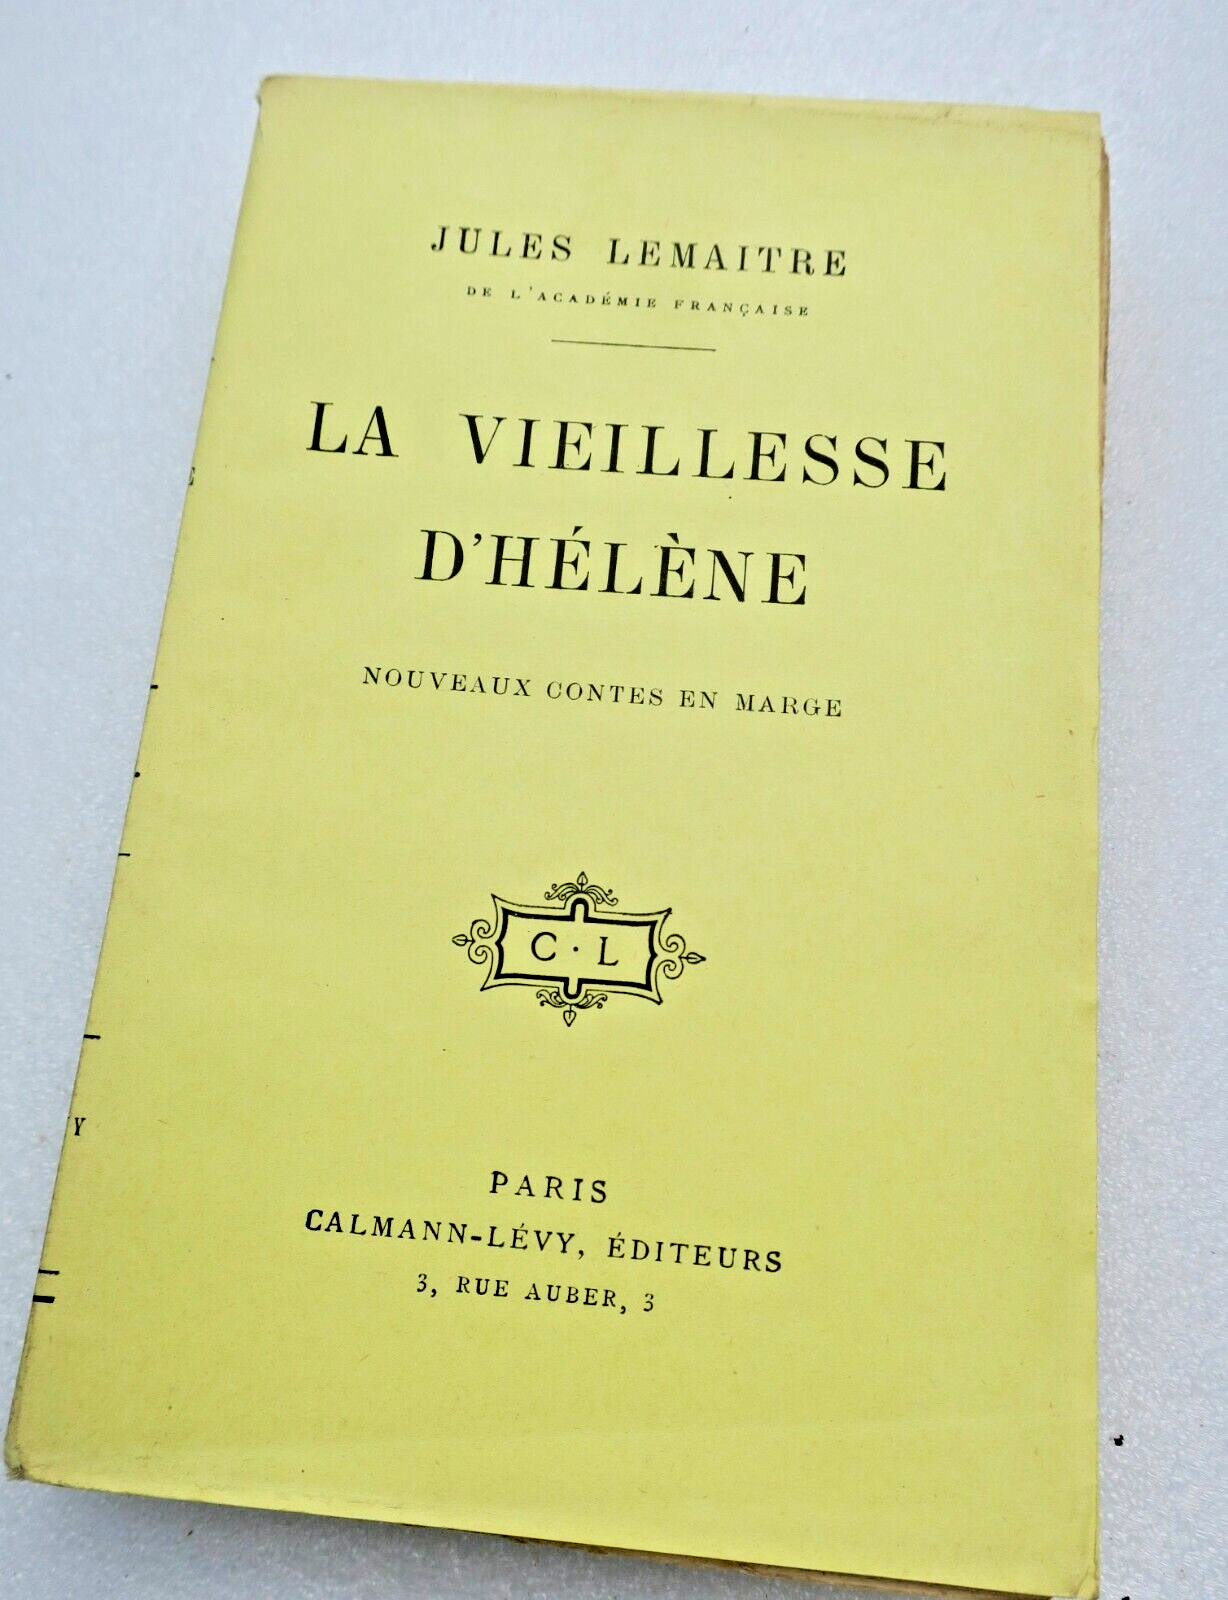 JULES LEMAITRE
DE L'ACADÉMIE FRANÇAISE
LA VIEILLESSE
D'HÉLÈNE
NOUVEAUX CONTES EN MARGE
C · L
PARIS
CALMANN-LÉVY, ÉDITEURS
3, RUE AUBER, 3